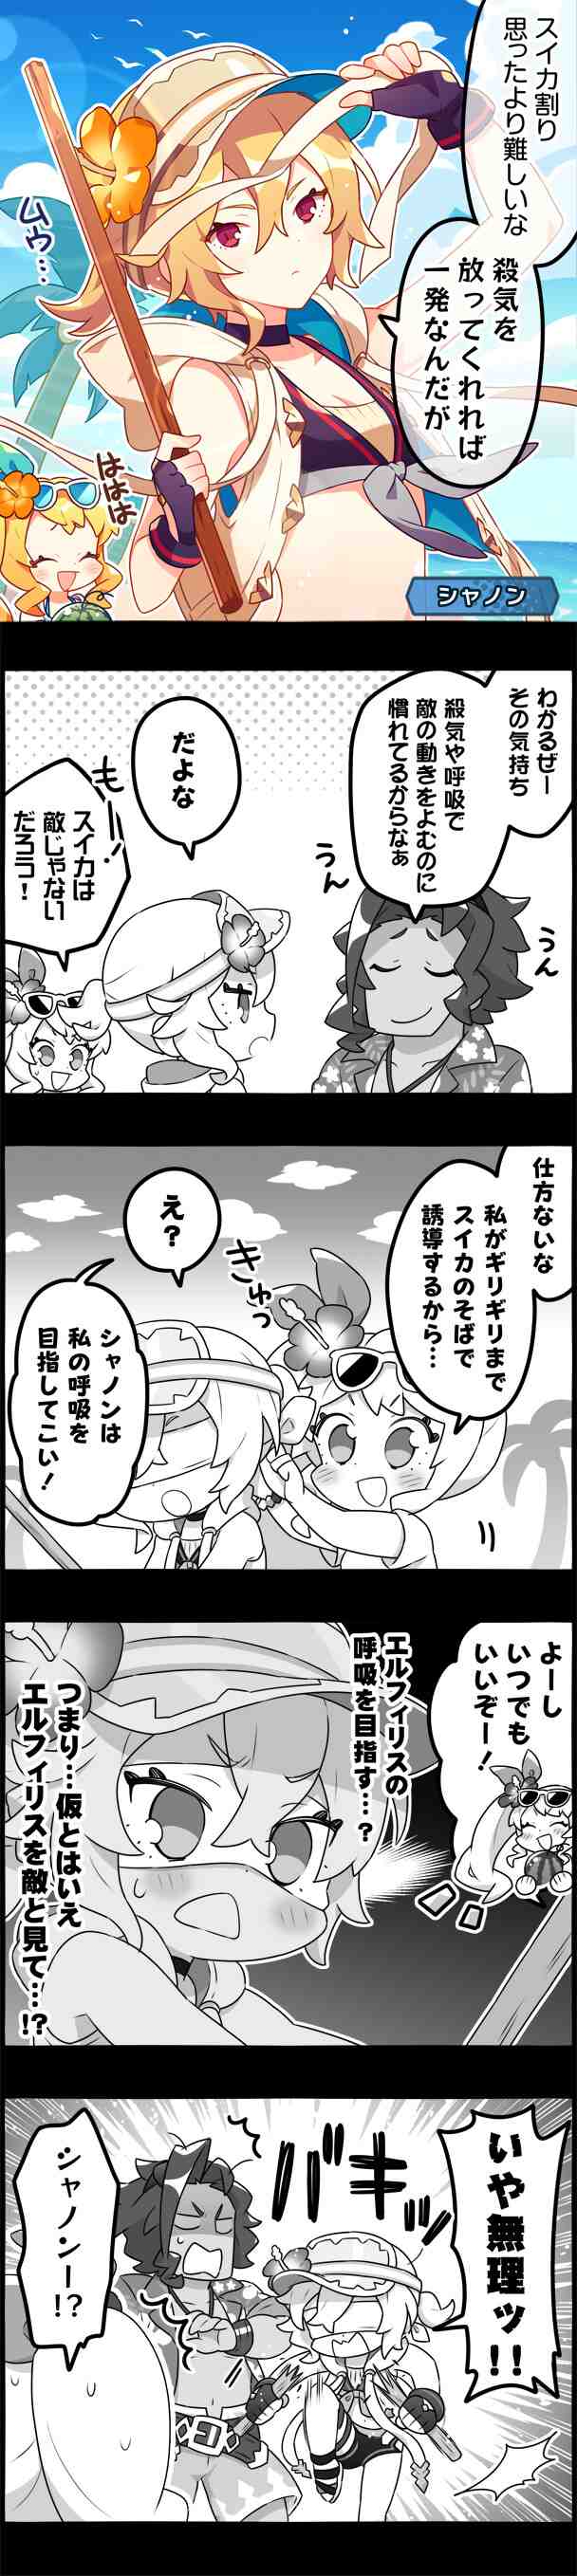 スイカ割り
思ったより難しいな
殺気を
放ってくれれば
一発なんだが
ムゥ…
ははは
シャノン
わかるぜー
その気持ち
殺気や呼吸で
敵の動きをよむのに
慣れてるからなぁ
うん
うん
だよな
もー!
スイカは
敵じゃない
だろう!
仕方ないな
私がギリギリまで
スイカのそばで
誘導するから…
きゅっ
え?
シャノンは
私の呼吸を
目指してこい!
よーし
いつでも
いいぞー!
エルフィリスの
呼吸を目指す…?
つまり…仮とはいえ
エルフィリスを敵と見て…!?
いや無理ッ!!
バキッ
シャノンー!?